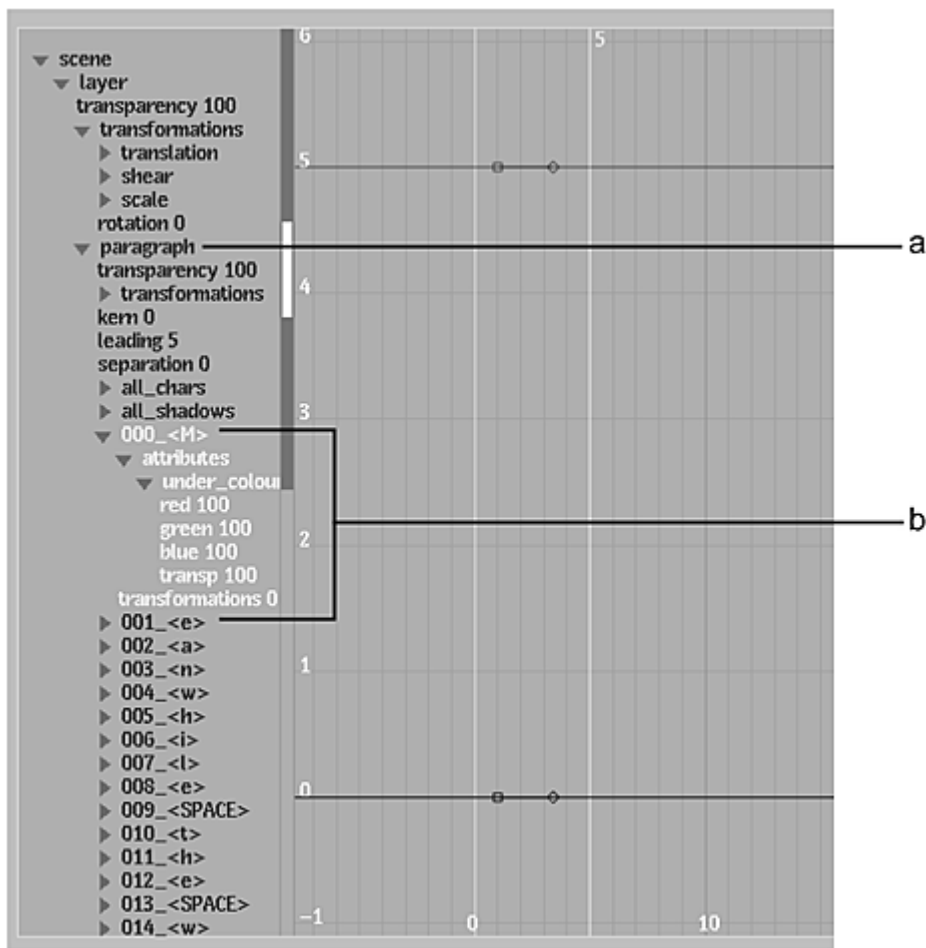 scene
layer
transparency 100
transformations
translation
shear
scale
rotation 0
paragraph
transparency 100
transformations
kern 0
leading 5
separation 0
all_chars
all_shadows
000_<M>
attributes
under_colour
red 100
green 100
blue 100
transp 100
transformations 0
001_<e>
002_<a>
003_<n>
004_<w>
005_<h>
006_<i>
007_<l>
008_<e>
009_<SPACE>
010_<t>
011_<h>
012_<e>
013_<SPACE>
014_<w>
6
5
5
4
3
2
1
0
-1
0
10
a
b